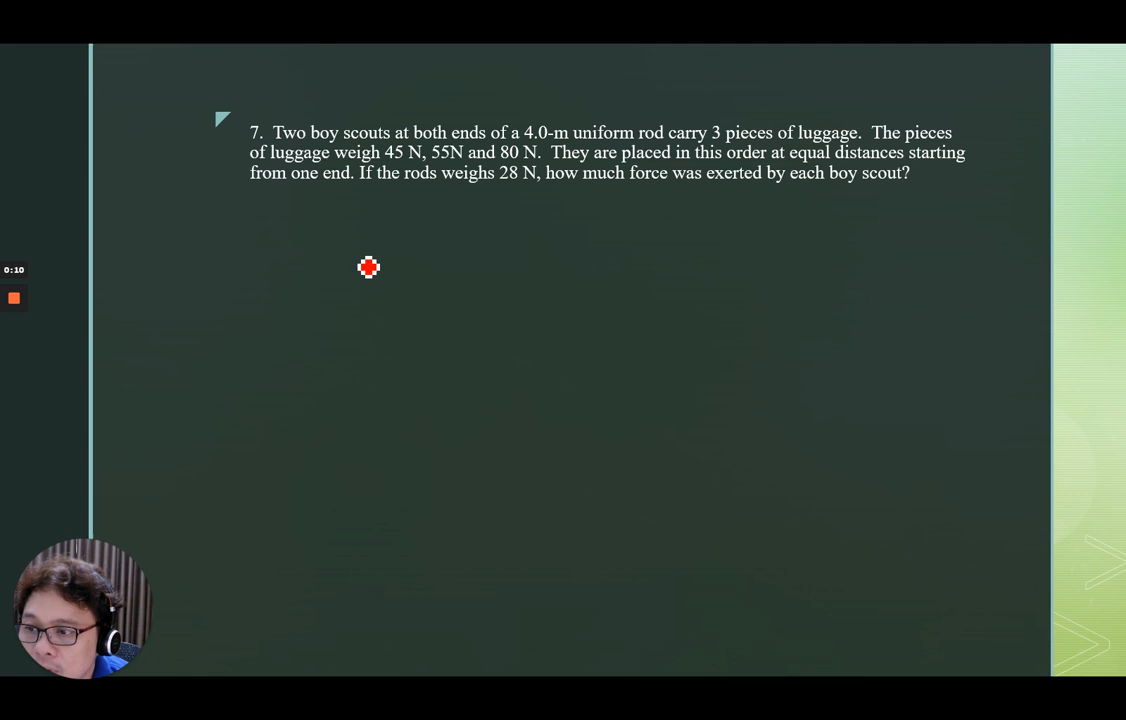 7.  Two boy scouts at both ends of a 4.0-m uniform rod carry 3 pieces of luggage.  The pieces
of luggage weigh 45 N, 55N and 80 N.  They are placed in this order at equal distances starting
from one end. If the rods weighs 28 N, how much force was exerted by each boy scout?
0:10